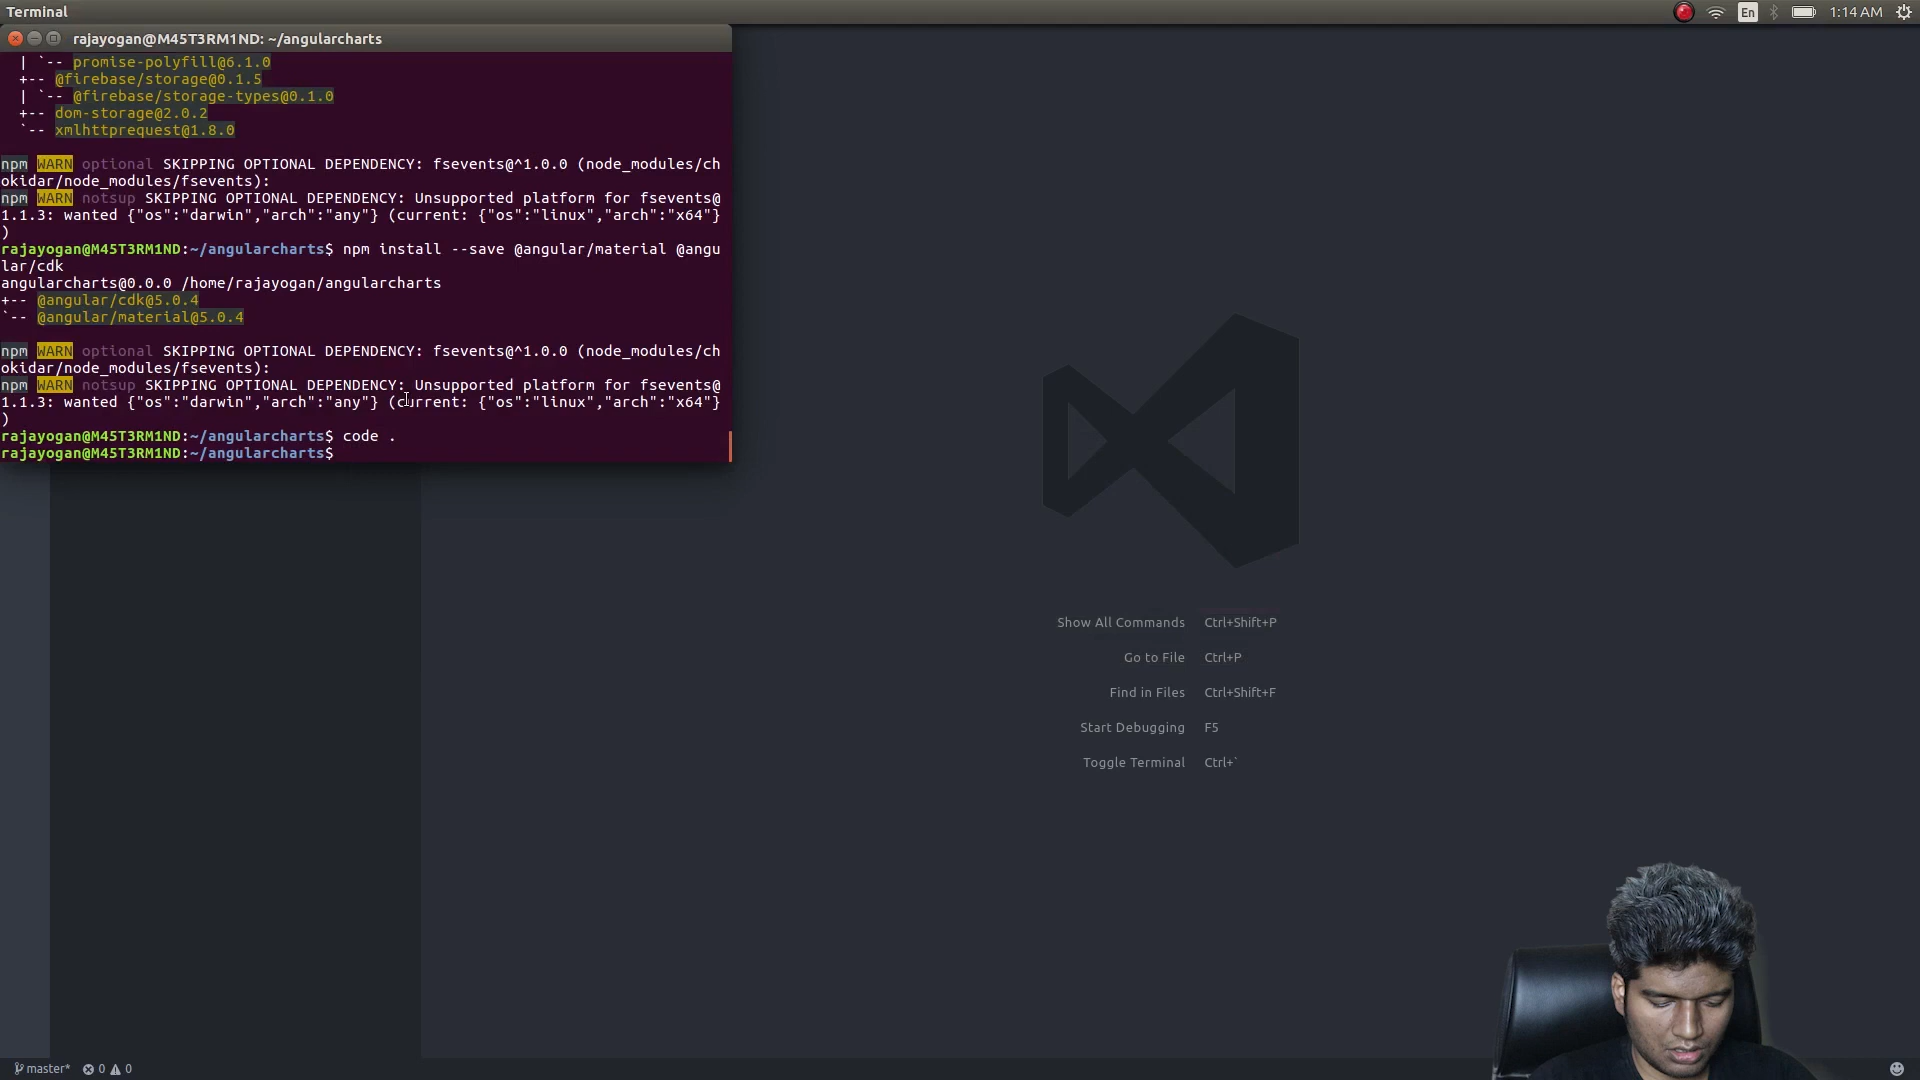 Terminal
En
1:14 AM
rajayogan@M45T3RM1ND: ~/angularcharts
| `-- promise-polyfill@6.1.0
+-- @firebase/storage@0.1.5
| `-- @firebase/storage-types@0.1.0
+-- dom-storage@2.0.2
`-- xmlhttprequest@1.8.0
npm WARN optional SKIPPING OPTIONAL DEPENDENCY: fsevents@^1.0.0 (node_modules/ch
okidar/node_modules/fsevents):
npm WARN notsup SKIPPING OPTIONAL DEPENDENCY: Unsupported platform for fsevents@
1.1.3: wanted {"os":"darwin","arch":"any"} (current: {"os":"linux","arch":"x64"}
)
rajayogan@M45T3RM1ND:~/angularcharts$ npm install --save @angular/material @angu
lar/cdk
angularcharts@0.0.0 /home/rajayogan/angularcharts
+-- @angular/cdk@5.0.4
`-- @angular/material@5.0.4
npm WARN optional SKIPPING OPTIONAL DEPENDENCY: fsevents@^1.0.0 (node_modules/ch
okidar/node_modules/fsevents):
npm WARN notsup SKIPPING OPTIONAL DEPENDENCY: Unsupported platform for fsevents@
1.1.3: wanted {"os":"darwin","arch":"any"} (current: {"os":"linux","arch":"x64"}
)
rajayogan@M45T3RM1ND:~/angularcharts$ code .
rajayogan@M45T3RM1ND:~/angularcharts$
Show All Commands Ctrl+Shift+P
Go to File Ctrl+P
Find in Files Ctrl+Shift+F
Start Debugging F5
Toggle Terminal Ctrl+`
master* 0 0